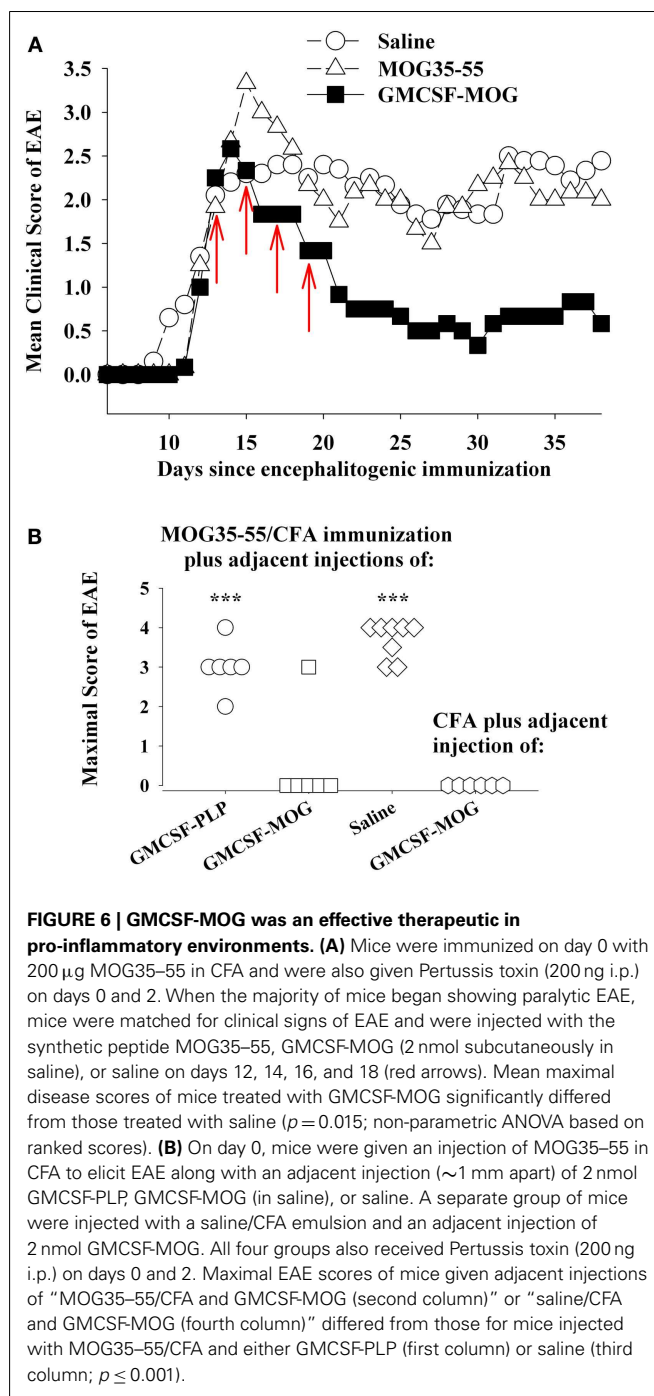 A
Saline
MOG35-55
GMCSF-MOG
Mean Clinical Score of EAE
3.5
3.0
2.5
2.0
1.5
1.0
0.5
0.0
10 15 20 25 30 35
Days since encephalitogenic immunization
B
MOG35-55/CFA immunization
plus adjacent injections of:
Maximal Score of EAE
5
4
3
2
1
0
***
***
CFA plus adjacent
injection of:
GMCSF-PLP
GMCSF-MOG
Saline
GMCSF-MOG
FIGURE 6 | GMCSF-MOG was an effective therapeutic in
pro-inflammatory environments. (A) Mice were immunized on day 0 with
200 μg MOG35–55 in CFA and were also given Pertussis toxin (200 ng i.p.)
on days 0 and 2. When the majority of mice began showing paralytic EAE,
mice were matched for clinical signs of EAE and were injected with the
synthetic peptide MOG35–55, GMCSF-MOG (2 nmol subcutaneously in
saline), or saline on days 12, 14, 16, and 18 (red arrows). Mean maximal
disease scores of mice treated with GMCSF-MOG significantly differed
from those treated with saline (p = 0.015; non-parametric ANOVA based on
ranked scores). (B) On day 0, mice were given an injection of MOG35–55 in
CFA to elicit EAE along with an adjacent injection (∼1 mm apart) of 2 nmol
GMCSF-PLP, GMCSF-MOG (in saline), or saline. A separate group of mice
were injected with a saline/CFA emulsion and an adjacent injection of
2 nmol GMCSF-MOG. All four groups also received Pertussis toxin (200 ng
i.p.) on days 0 and 2. Maximal EAE scores of mice given adjacent injections
of “MOG35–55/CFA and GMCSF-MOG (second column)” or “saline/CFA
and GMCSF-MOG (fourth column)” differed from those for mice injected
with MOG35–55/CFA and either GMCSF-PLP (first column) or saline (third
column; p ≤ 0.001).